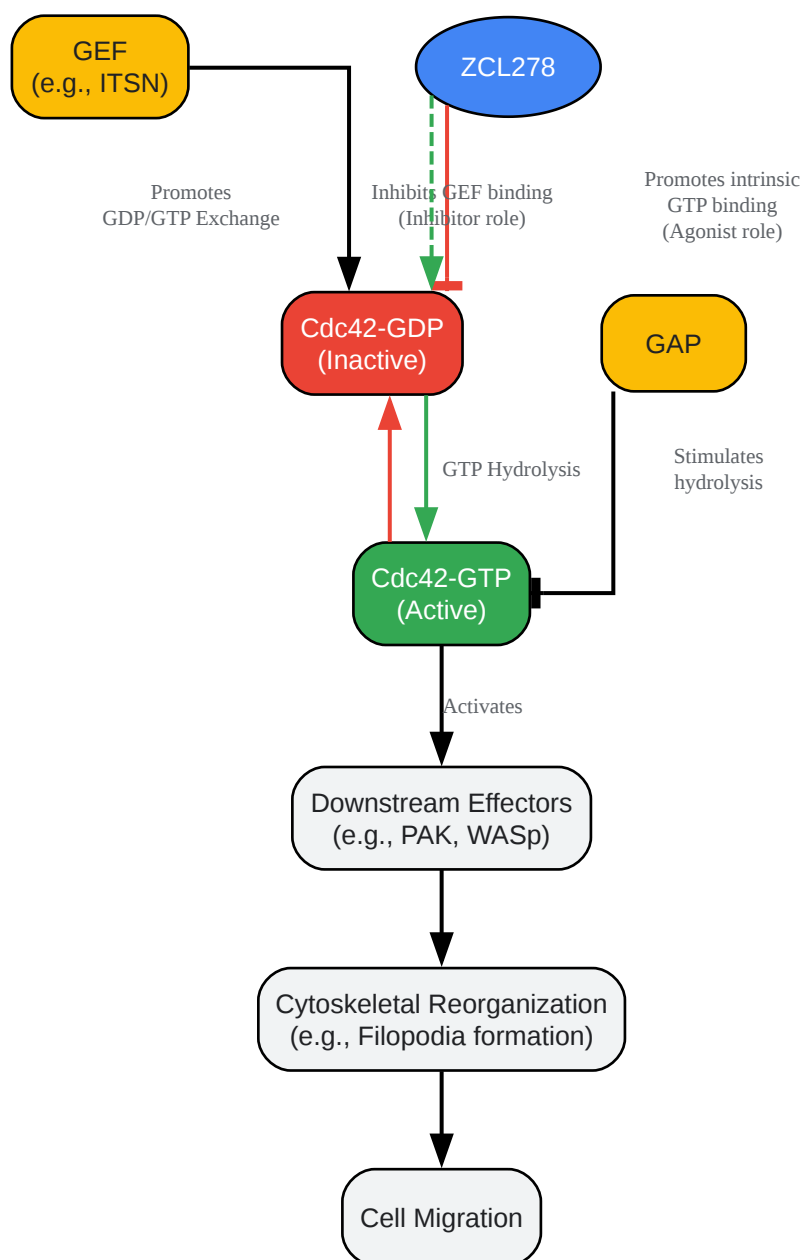 GEF
(e.g., ITSN)
ZCL278
Promotes
GDP/GTP Exchange
Inhibits GEF binding
(Inhibitor role)
Promotes intrinsic
GTP binding
(Agonist role)
Cdc42-GDP
(Inactive)
GAP
GTP Hydrolysis
Stimulates
hydrolysis
Cdc42-GTP
(Active)
Activates
Downstream Effectors
(e.g., PAK, WASp)
Cytoskeletal Reorganization
(e.g., Filopodia formation)
Cell Migration